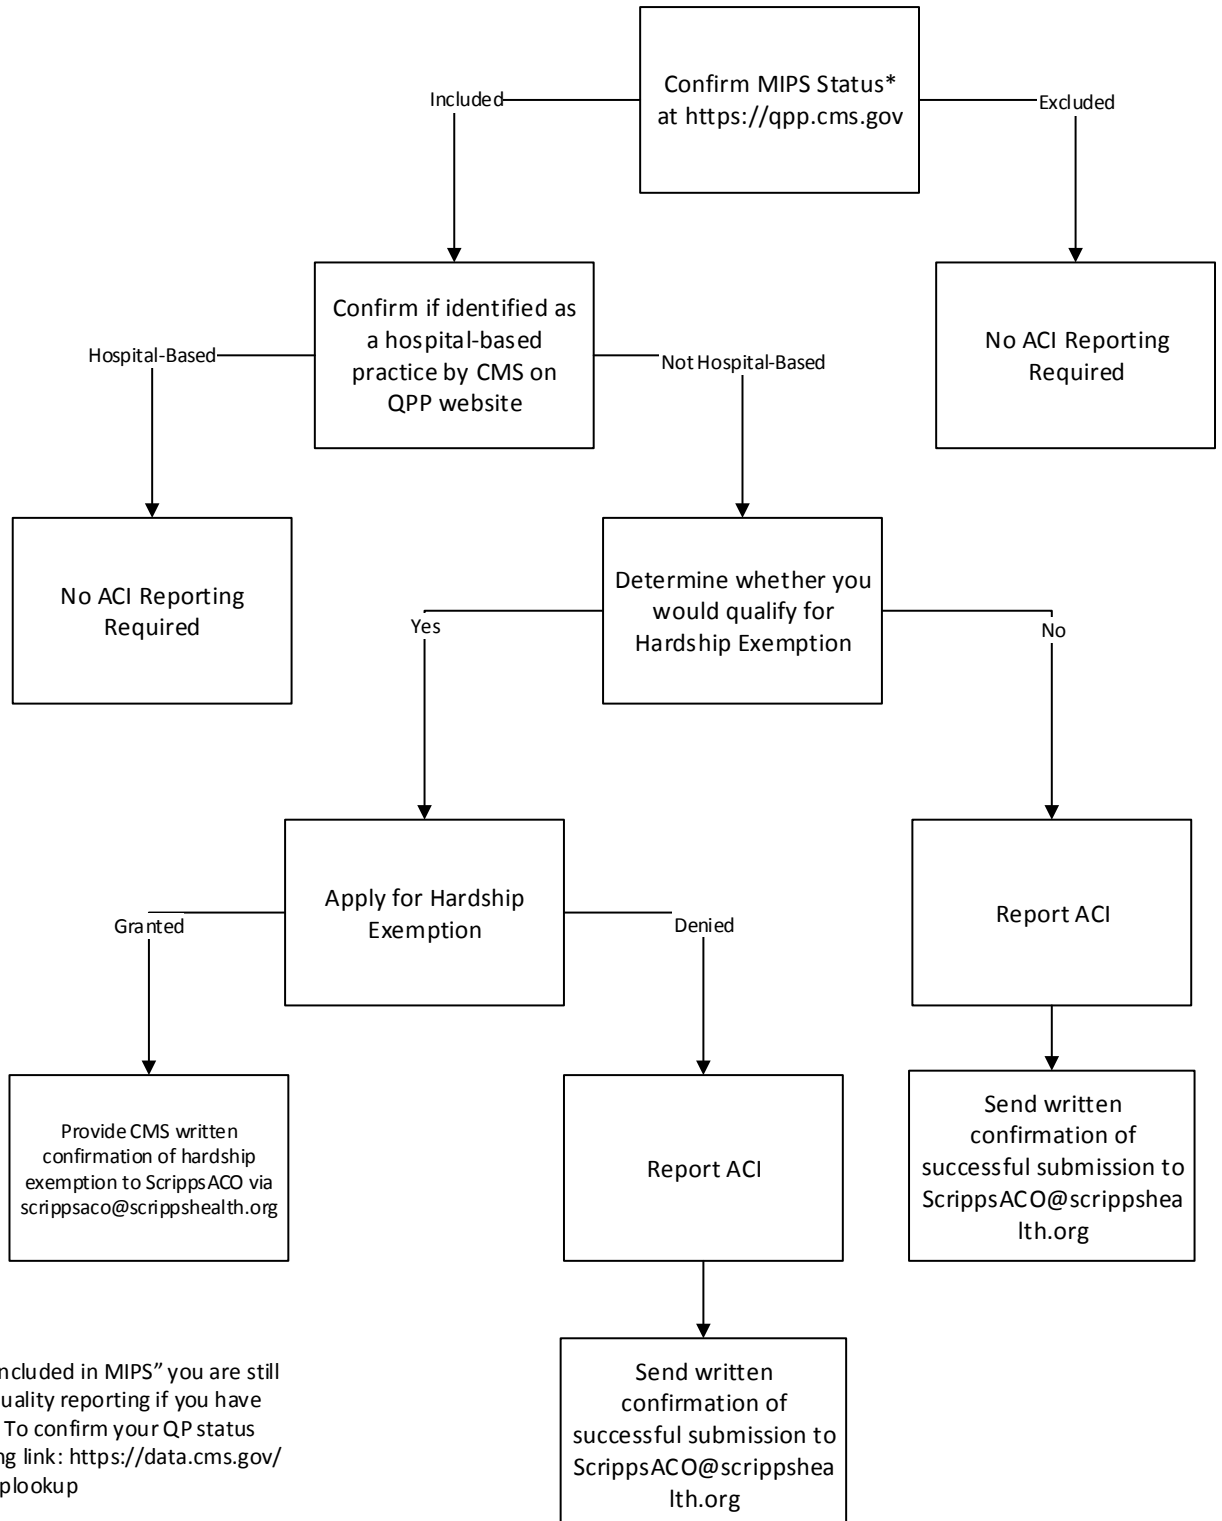 Confirm MIPS Status*
at https://qpp.cms.gov
Included
Excluded
Confirm if identified as
a hospital-based
practice by CMS on
QPP website
No ACI Reporting
Required
Hospital-Based
Not Hospital-Based
No ACI Reporting
Required
Determine whether you
would qualify for
Hardship Exemption
Yes
No
Apply for Hardship
Exemption
Report ACI
Granted
Denied
Provide CMS written
confirmation of hardship
exemption to ScrippsACO via
scrippsaco@scrippshealth.org
Report ACI
Send written
confirmation of
successful submission to
ScrippsACO@scrippshea
lth.org
Send written
confirmation of
successful submission to
ScrippsACO@scrippshea
lth.org
ncluded in MIPS” you are still
uality reporting if you have
To confirm your QP status
ng link: https://data.cms.gov/
plookup